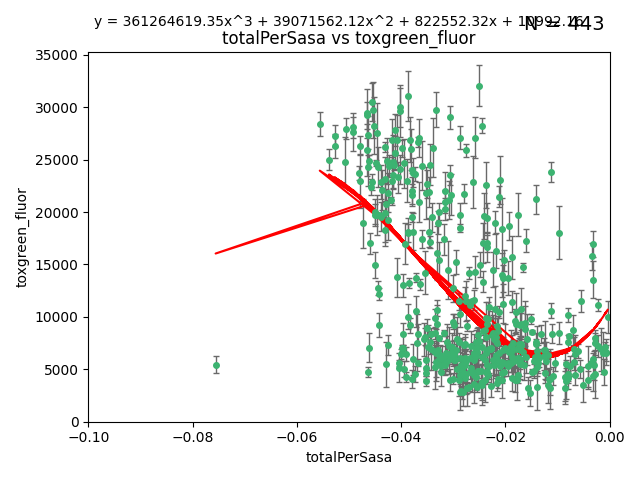 y = 361264619.35x^3 + 39071562.12x^2 + 822552.32x +
N = 443
totalPerSasa vs toxgreen_fluor
35000
30000
25000
20000
15000
10000
5000
0
toxgreen_fluor
−0.10 −0.08 −0.06 −0.04 −0.02 0.00
totalPerSasa